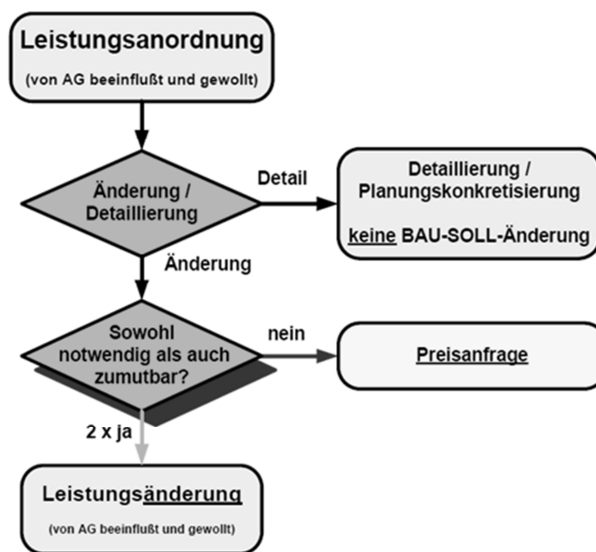 Leistungsanordnung
(von AG beeinflußt und gewollt)
Änderung /
Detaillierung
Detail
Detaillierung /
Planungskonkretisierung
keine BAU-SOLL-Änderung
Änderung
Sowohl
notwendig als auch
zumutbar?
nein
Preisanfrage
2 x ja
Leistungsänderung
(von AG beeinflußt und gewollt)